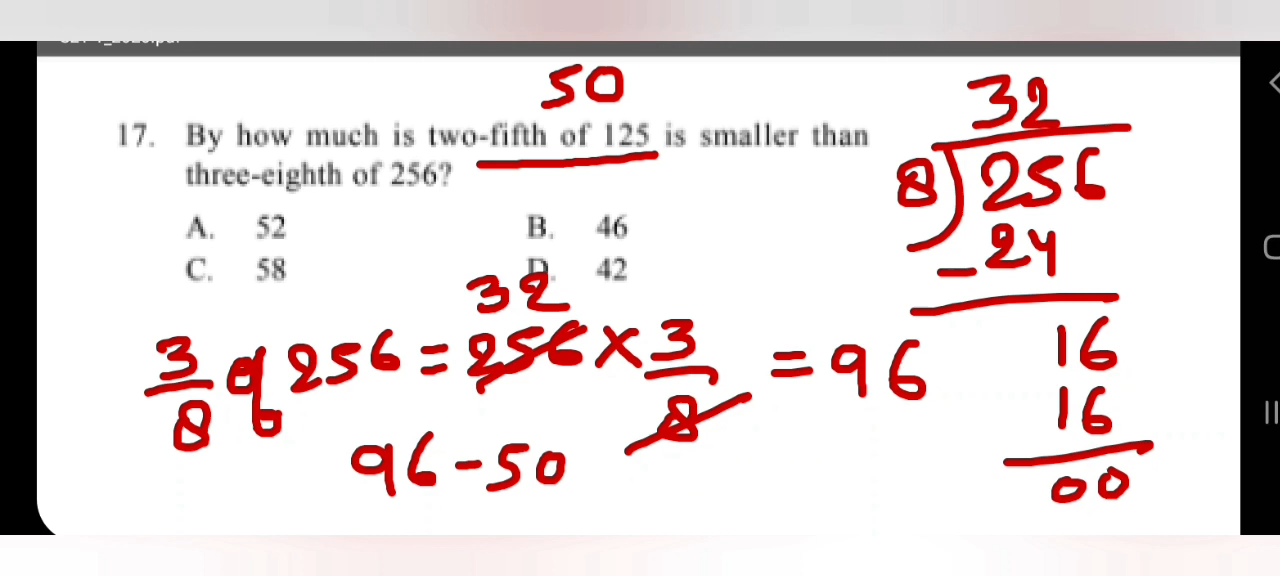 50
17. By how much is two-fifth of 125 is smaller than
three-eighth of 256?
A. 52 B. 46
C. 58 D. 42
32
8)256
-24
16
16
00
32
3/8 of 256 = 256 × 3/8 = 96
96-50